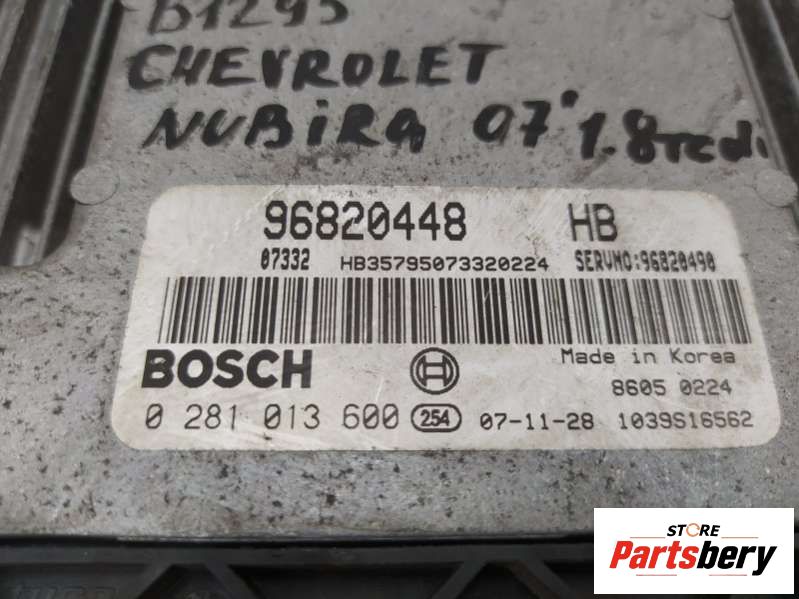 B1295
CHEVROLET
NUBiRA 07' 1.8TCDi
96820448 HB
07332 HB35795073320224 SERVNO:96820490
BOSCH Made in Korea
8605 0224
0 281 013 600 254 07-11-28 1039S16562
STORE
Partsbery